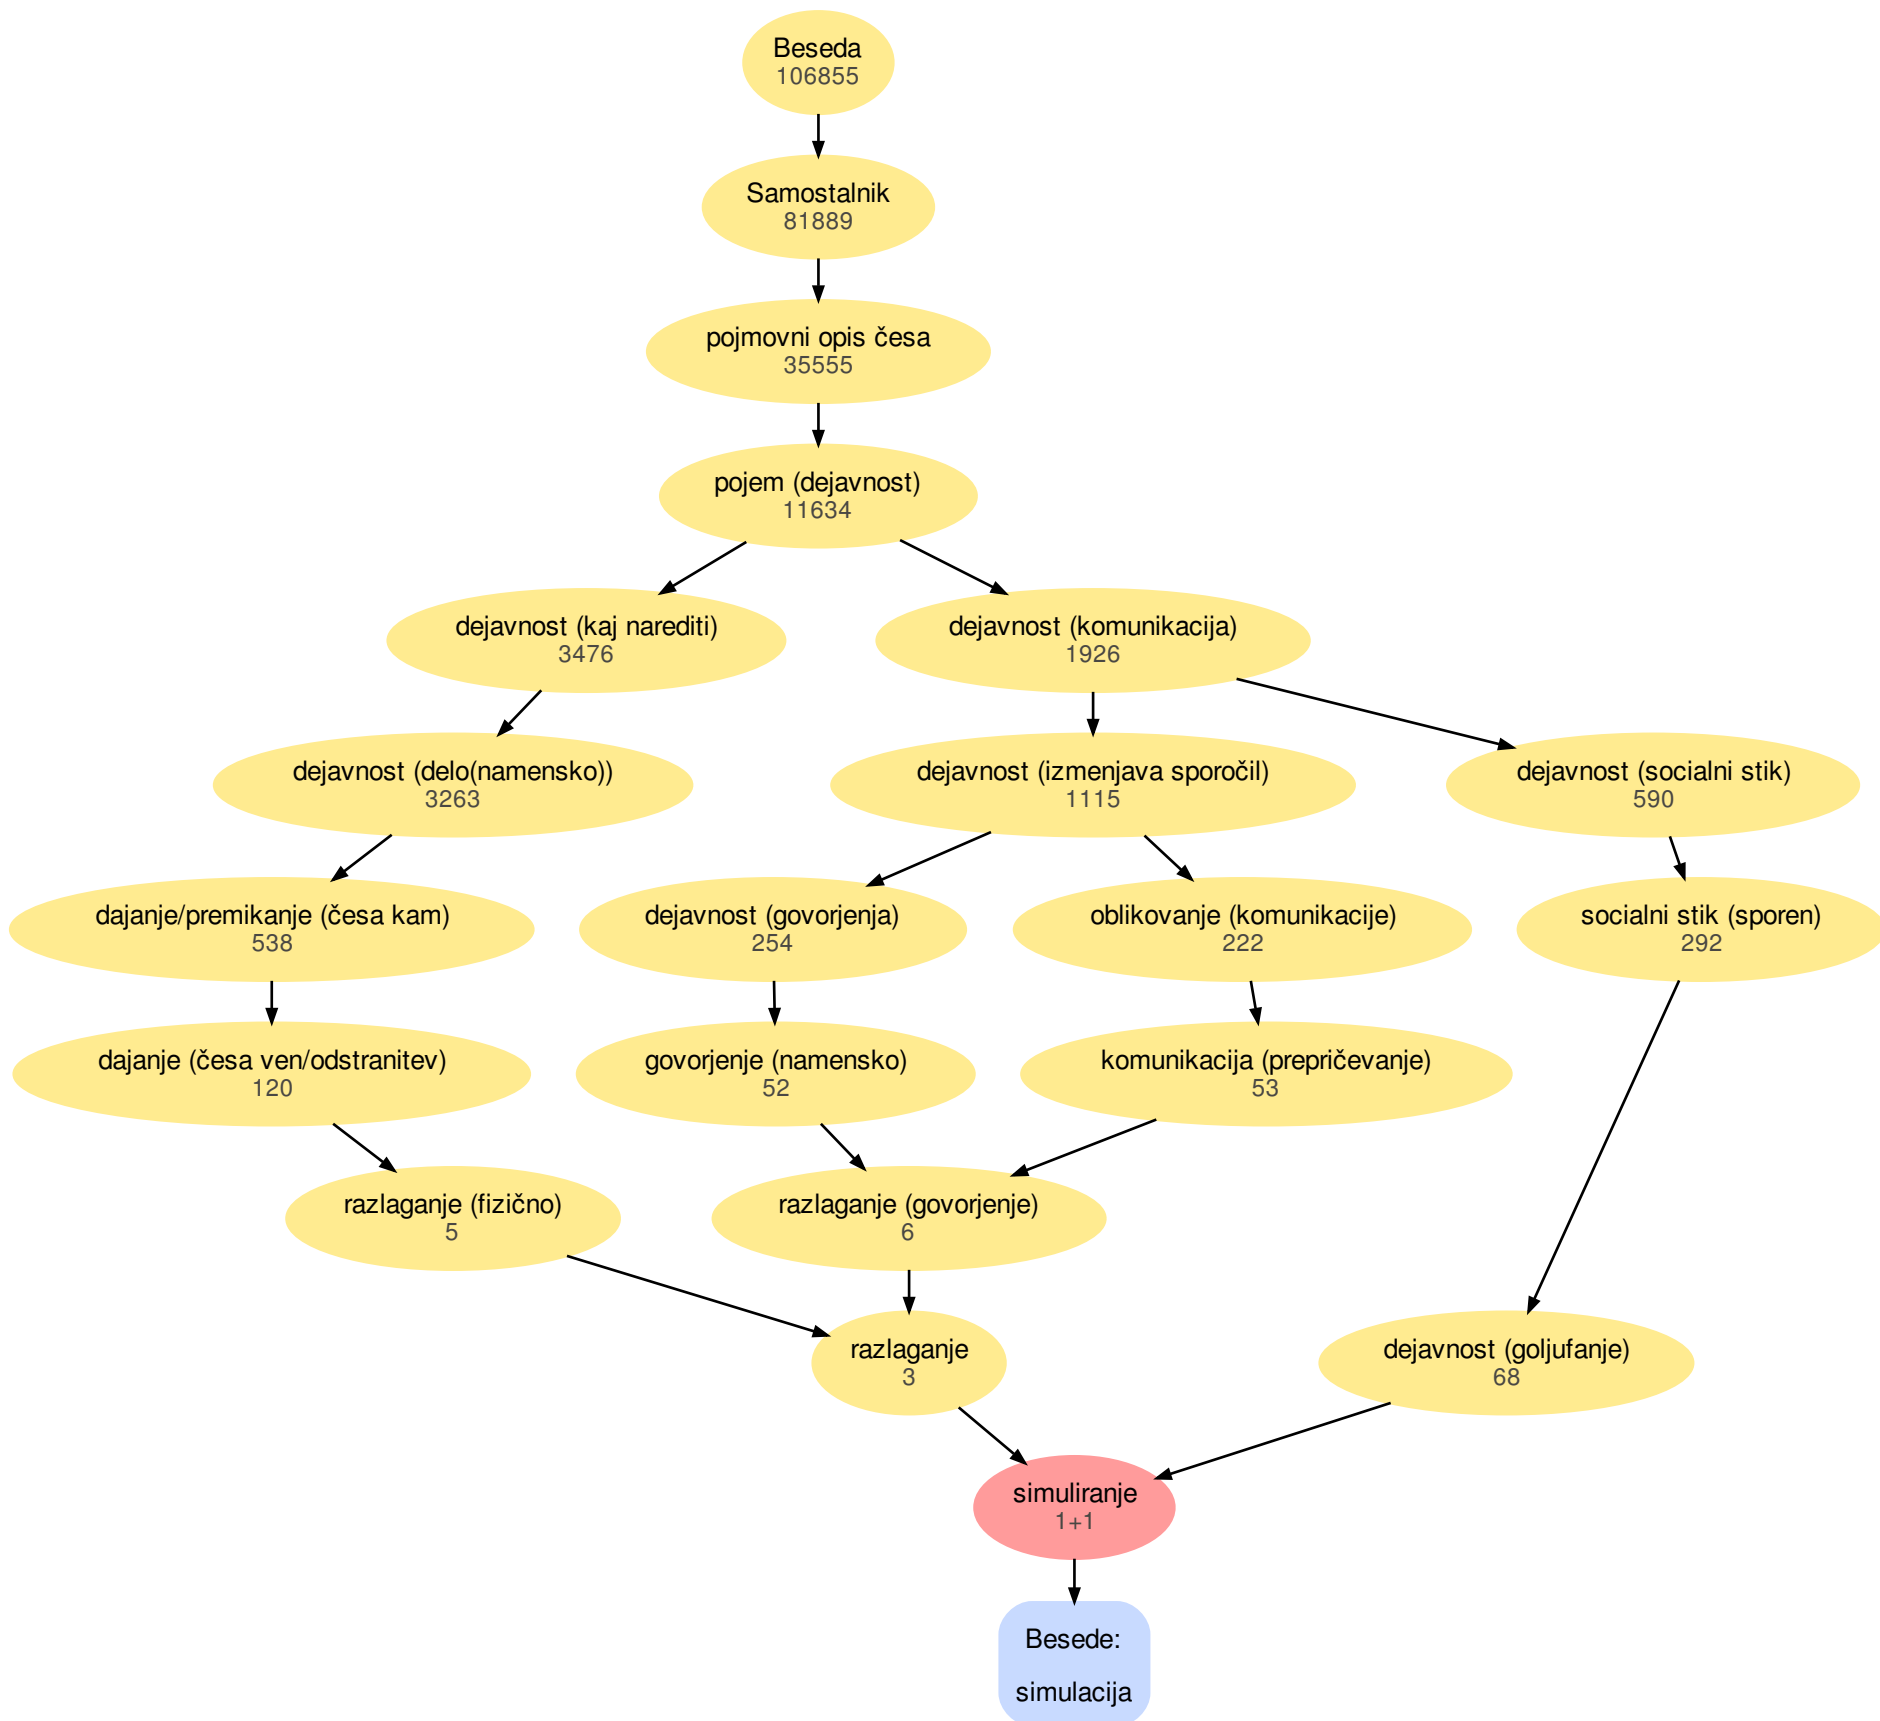 Beseda
106855
Samostalnik
81889
pojmovni opis česa
35555
pojem (dejavnost)
11634
dejavnost (kaj narediti)
3476
dejavnost (komunikacija)
1926
dejavnost (delo(namensko))
3263
dejavnost (izmenjava sporočil)
1115
dejavnost (socialni stik)
590
dajanje/premikanje (česa kam)
538
dejavnost (govorjenja)
254
oblikovanje (komunikacije)
222
socialni stik (sporen)
292
dajanje (česa ven/odstranitev)
120
govorjenje (namensko)
52
komunikacija (prepričevanje)
53
razlaganje (fizično)
5
razlaganje (govorjenje)
6
razlaganje
3
dejavnost (goljufanje)
68
simuliranje
1+1
Besede:
simulacija